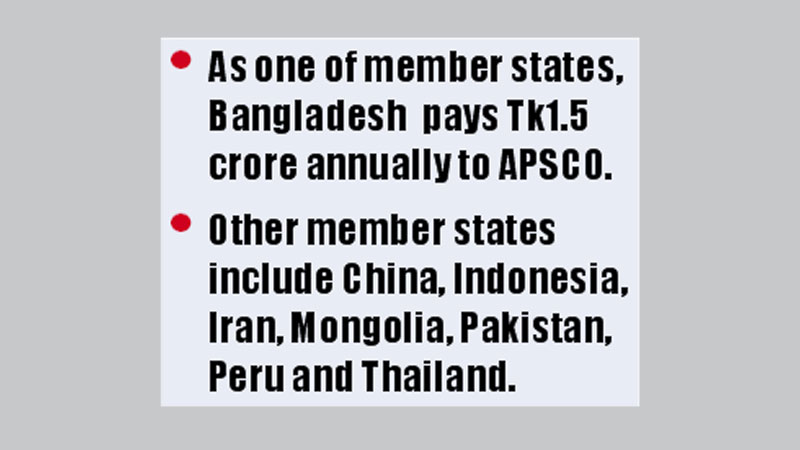 As one of member states,
Bangladesh pays Tk1.5
crore annually to APSCO.
Other member states
include China, Indonesia,
Iran, Mongolia, Pakistan,
Peru and Thailand.